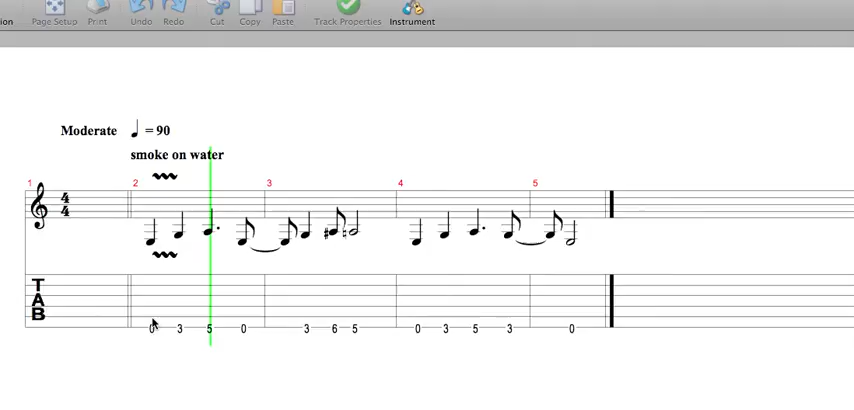 ion Page Setup Print Undo Redo Cut Copy Paste Track Properties Instrument
Moderate = 90
smoke on water
1 2 3 4 5
4
4
T
A
B
0 3 5 0 3 6 5 0 3 5 3 0